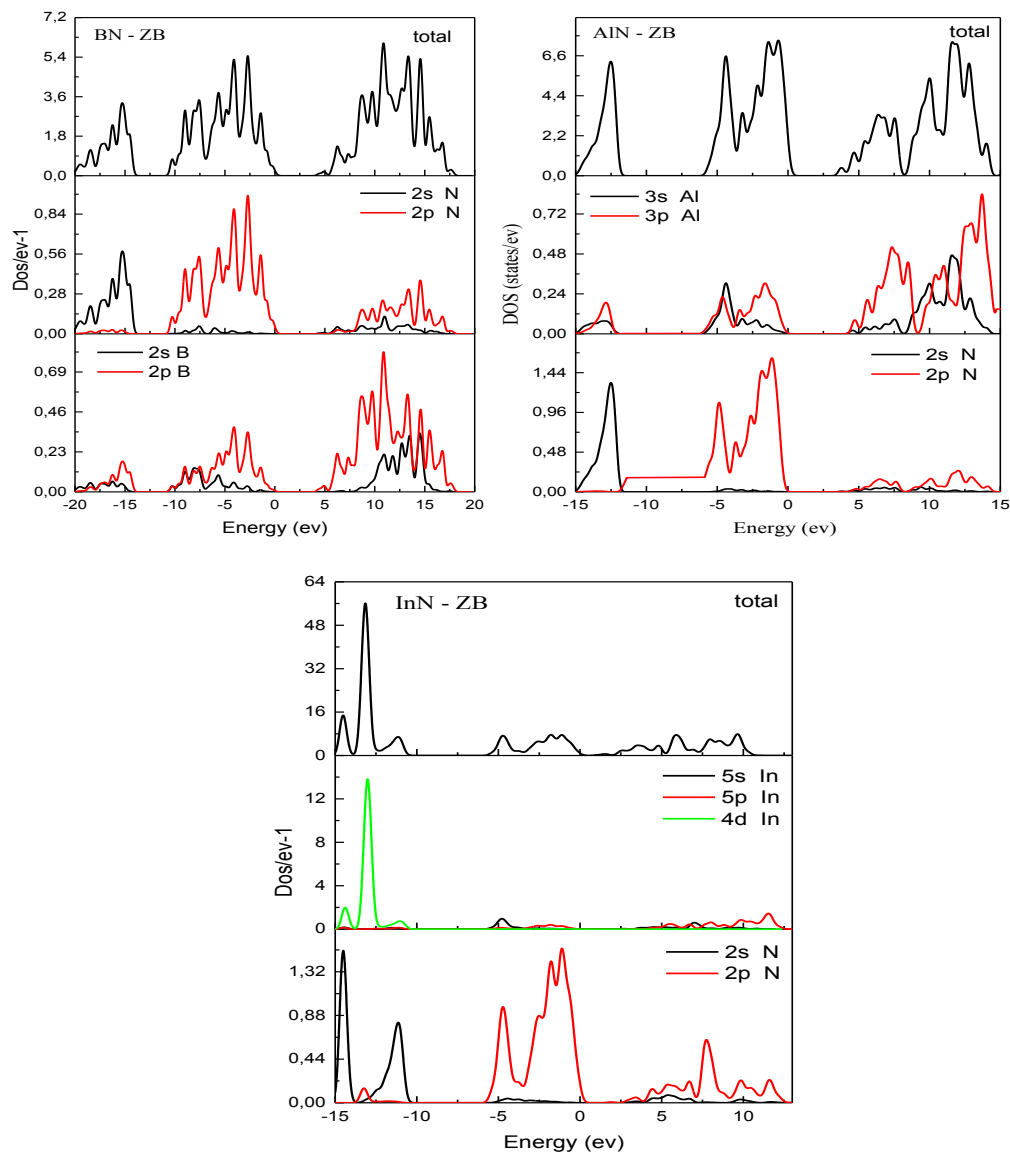 BN - ZB
total
7,2
5,4
3,6
1,8
0,0
2s N
2p N
0,84
0,56
0,28
0,00
Dos/ev-1
2s B
2p B
0,69
0,46
0,23
0,00
-20 -15 -10 -5 0 5 10 15 20
Energy (ev)
AlN - ZB
total
6,6
4,4
2,2
0,0
3s Al
3p Al
0,72
0,48
0,24
0,00
DOS (states/ev)
2s N
2p N
1,44
0,96
0,48
0,00
-15 -10 -5 0 5 10 15
Energy (ev)
InN - ZB
total
64
48
32
16
0
5s In
5p In
4d In
12
8
4
0
Dos/ev-1
2s N
2p N
1,32
0,88
0,44
0,00
-15 -10 -5 0 5 10
Energy (ev)